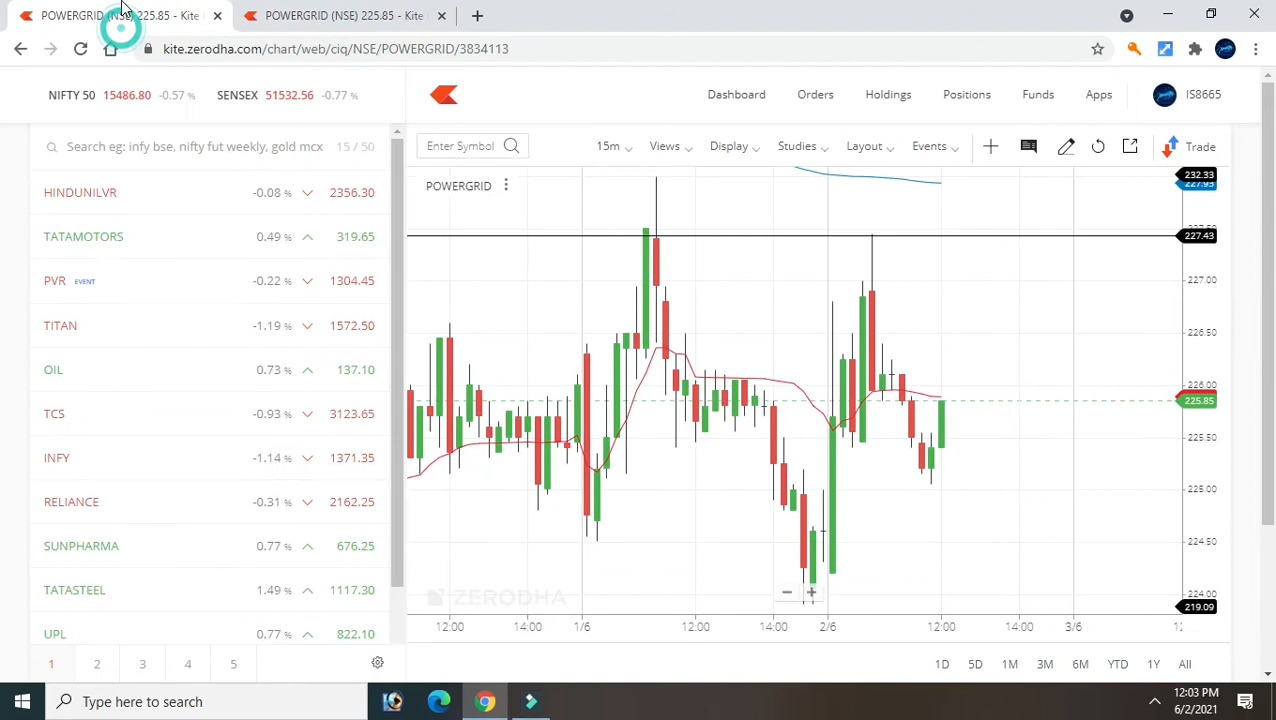 POWERGRID (NSE) 225.85 - Kite
POWERGRID (NSE) 225.85 - Kite
kite.zerodha.com/chart/web/ciq/NSE/POWERGRID/3834113
NIFTY 50 15486.80 -0.57 % SENSEX 51532.56 -0.77 %
Dashboard Orders Holdings Positions Funds Apps IS8665
Search eg: infy bse, nifty fut weekly, gold mcx 15 / 50
Enter Symbol 15m Views Display Studies Layout Events Trade
POWERGRID
HINDUNILVR -0.08 % 2356.30
TATAMOTORS 0.49 % 319.65
PVR EVENT -0.22 % 1304.45
TITAN -1.19 % 1572.50
OIL 0.73 % 137.10
TCS -0.93 % 3123.65
INFY -1.14 % 1371.35
RELIANCE -0.31 % 2162.25
SUNPHARMA 0.77 % 676.25
TATASTEEL 1.49 % 1117.30
UPL 0.77 % 822.10
1 2 3 4 5
232.33
227.93
227.43
227.00
226.50
226.00
225.85
225.50
225.00
224.50
224.00
219.09
ZERODHA
12:00 14:00 1/6 12:00 14:00 2/6 12:00 14:00 3/6
1D 5D 1M 3M 6M YTD 1Y All
Type here to search
12:03 PM
6/2/2021